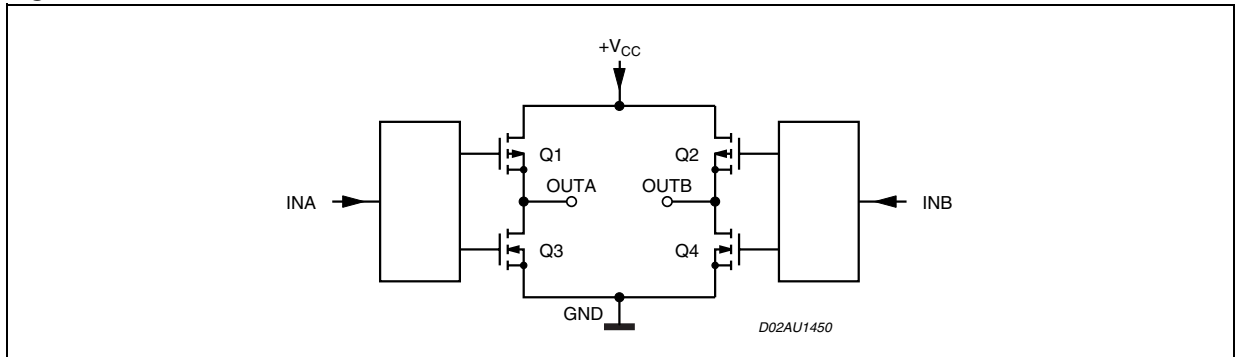 +VCC
Q1
Q2
OUTA
OUTB
INA
INB
Q3
Q4
GND
D02AU1450